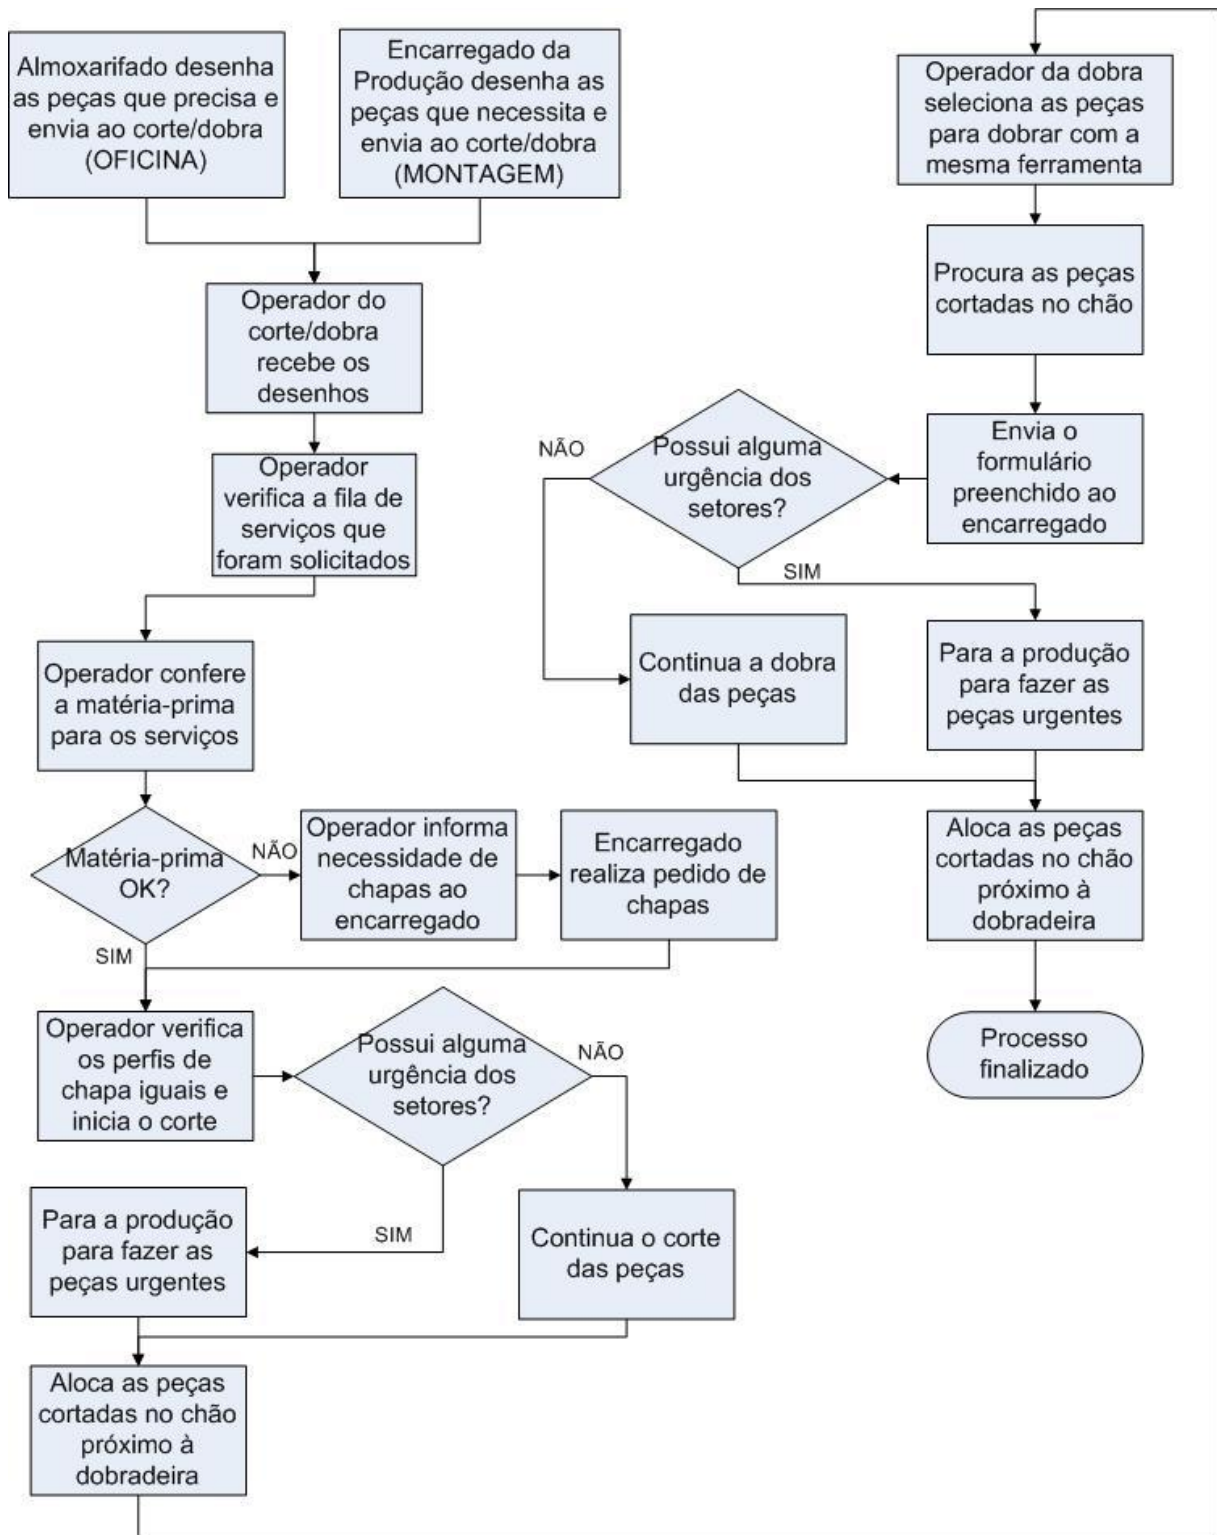 Almoxarifado desenha
as peças que precisa e
envia ao corte/dobra
(OFICINA)
Encarregado da
Produção desenha as
peças que necessita e
envia ao corte/dobra
(MONTAGEM)
Operador do
corte/dobra
recebe os
desenhos
Operador
verifica a fila de
serviços que
foram solicitados
Operador confere
a matéria-prima
para os serviços
Matéria-prima
OK?
NÃO
Operador informa
necessidade de
chapas ao
encarregado
Encarregado
realiza pedido de
chapas
SIM
Operador verifica
os perfis de
chapa iguais e
inicia o corte
Possui alguma
urgência dos
setores?
NÃO
SIM
Para a produção
para fazer as
peças urgentes
Continua o corte
das peças
Aloca as peças
cortadas no chão
próximo à
dobradeira
Operador da dobra
seleciona as peças
para dobrar com a
mesma ferramenta
Procura as peças
cortadas no chão
Envia o
formulário
preenchido ao
encarregado
Possui alguma
urgência dos
setores?
NÃO
SIM
Continua a dobra
das peças
Para a produção
para fazer as
peças urgentes
Aloca as peças
cortadas no chão
próximo à
dobradeira
Processo
finalizado